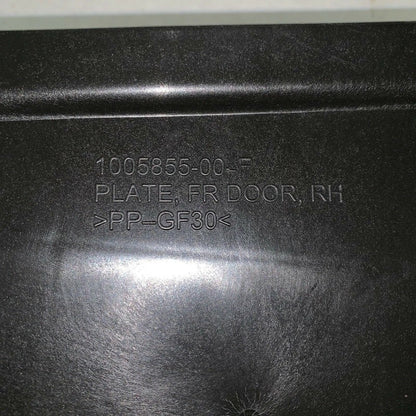 1005855-00-F
PLATE, FR DOOR, RH
>PP–GF30<